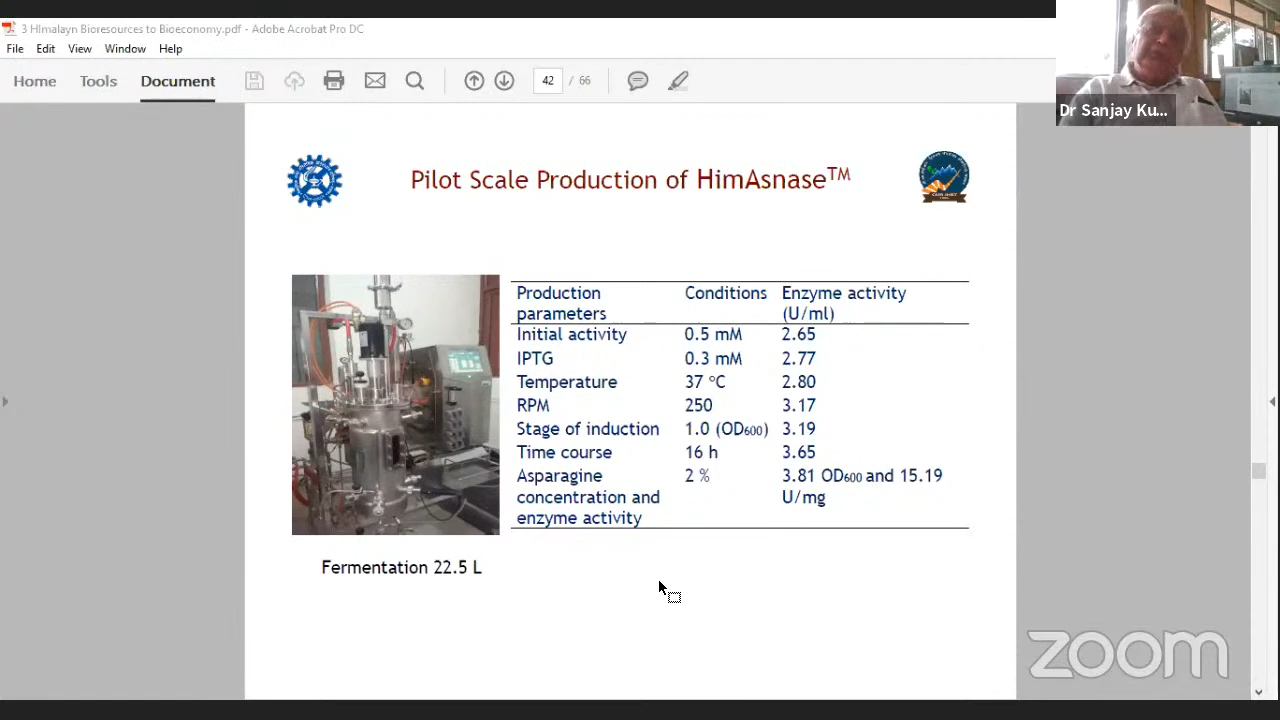 3 HImalayn Bioresources to Bioeconomy.pdf - Adobe Acrobat Pro DC
File Edit View Window Help
Home Tools Document 42 / 66
Dr Sanjay Ku...
Pilot Scale Production of HimAsnase™
Production parameters Conditions Enzyme activity (U/ml)
Initial activity 0.5 mM 2.65
IPTG 0.3 mM 2.77
Temperature 37 °C 2.80
RPM 250 3.17
Stage of induction 1.0 (OD600) 3.19
Time course 16 h 3.65
Asparagine 2 % 3.81 OD600 and 15.19
concentration and U/mg
enzyme activity
Fermentation 22.5 L
zoom